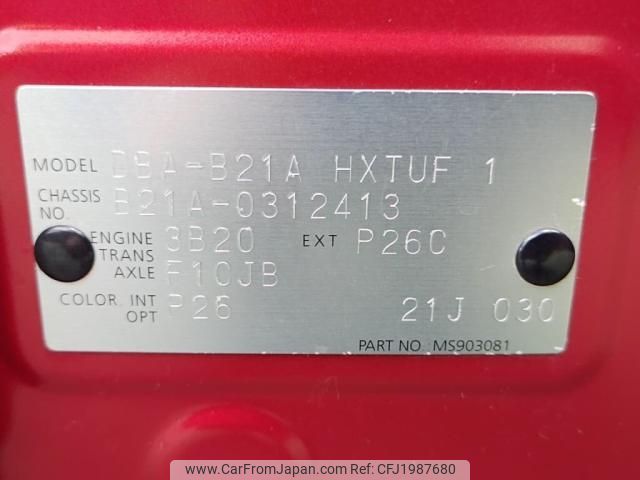 MODEL DBA-B21A HXTUF 1
CHASSIS NO. B21A-0312413
ENGINE 3B20 EXT P26C
TRANS AXLE F1CJB
COLOR. INT OPT P26 21J 030
PART NO MS903081
www.CarFromJapan.com | CFJ1987680